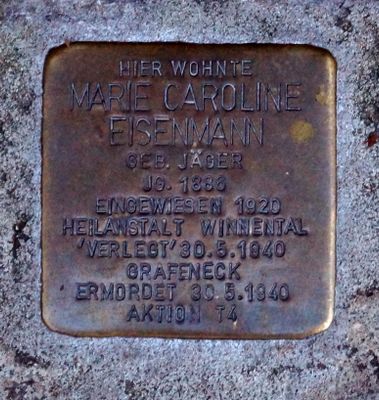 HIER WOHNTE
MARIE CAROLINE
EISENMANN
GEB. JÄGER
JG. 1886
EINGEWIESEN 1920
HEILANSTALT WINNENTAL
'VERLEGT' 30.5.1940
GRAFENECK
ERMORDET 30.5.1940
AKTION T4